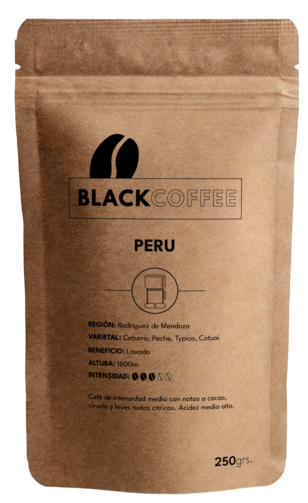 BLACKCOFFEE
PERU
REGIÓN: Rodriguez de Mendoza
VARIETAL: Caturra, Pache, Typico, Catuai
BENEFICIO: Lavado
ALTURA: 1600m
INTENSIDAD:
Café de intensidad media con notas a cacao,
ciruela y leves notas cítricas. Acidez media alta.
250grs.